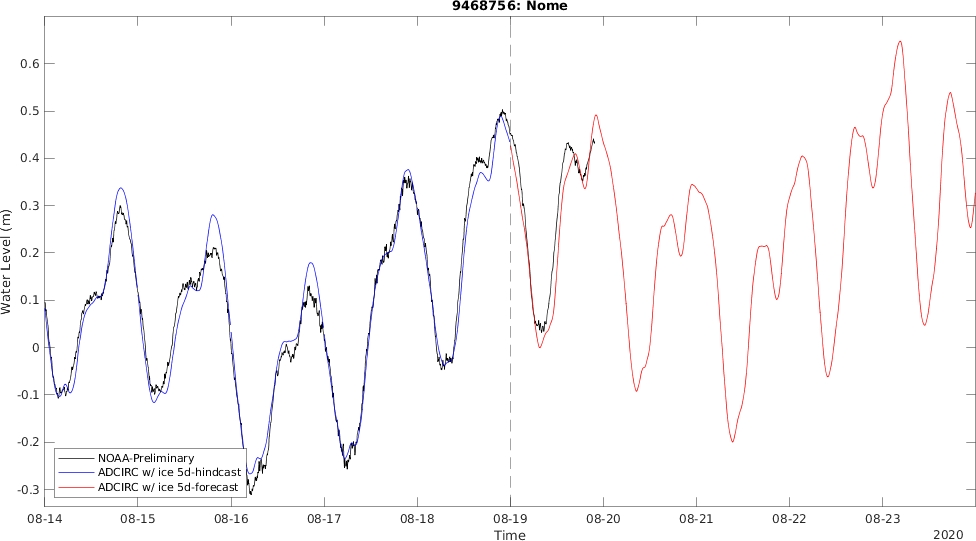 9468756: Nome
Water Level (m)
0.6
0.5
0.4
0.3
0.2
0.1
0
-0.1
-0.2
-0.3
NOAA-Preliminary
ADCIRC w/ ice 5d-hindcast
ADCIRC w/ ice 5d-forecast
08-14 08-15 08-16 08-17 08-18 08-19 08-20 08-21 08-22 08-23
Time
2020